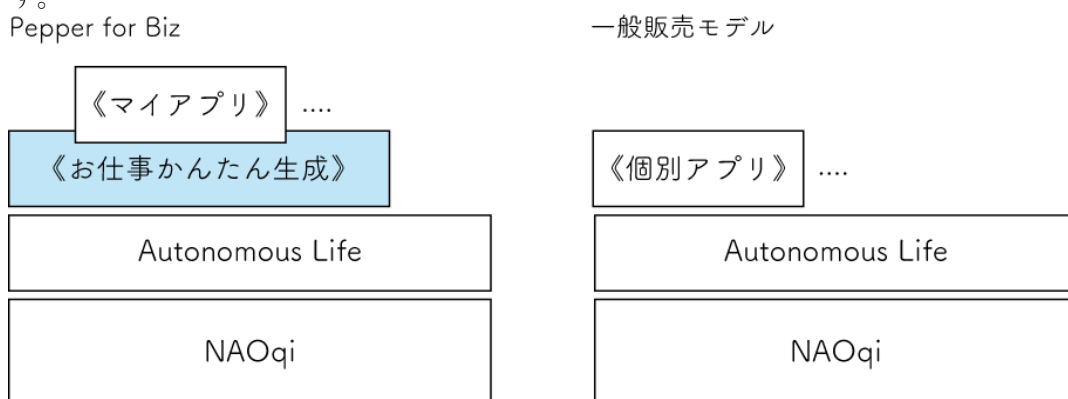 す。
Pepper for Biz
一般販売モデル
《マイアプリ》 ....
《お仕事かんたん生成》
《個別アプリ》 ....
Autonomous Life
Autonomous Life
NAOqi
NAOqi